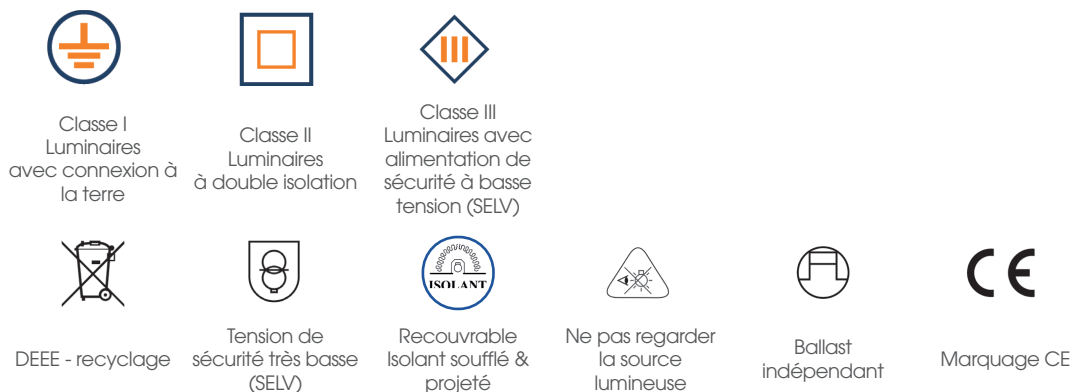 Classe I
Luminaires
avec connexion à
la terre
Classe II
Luminaires
à double isolation
Classe III
Luminaires avec
alimentation de
sécurité à basse
tension (SELV)
DEEE - recyclage
Tension de
sécurité très basse
(SELV)
ISOLANT
Recouvrable
Isolant soufflé &
projeté
Ne pas regarder
la source
lumineuse
Ballast
indépendant
CE
Marquage CE